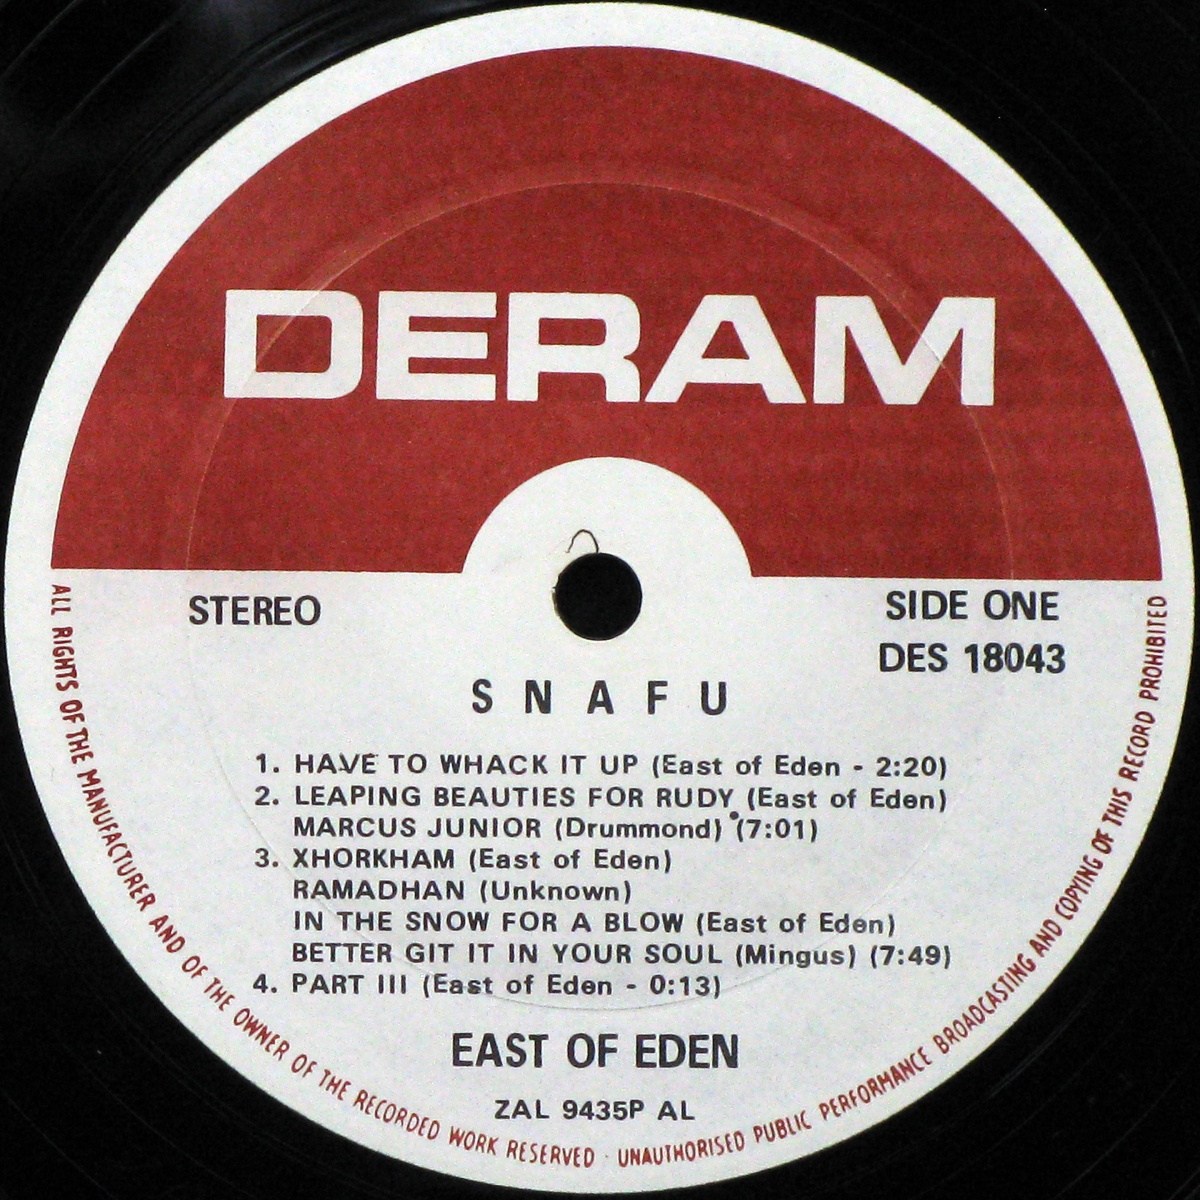 DERAM
STEREO
SIDE ONE
DES 18043
SNAFU
1. HAVE TO WHACK IT UP (East of Eden - 2:20)
2. LEAPING BEAUTIES FOR RUDY (East of Eden)
MARCUS JUNIOR (Drummond) (7:01)
3. XHORKHAM (East of Eden)
RAMADHAN (Unknown)
IN THE SNOW FOR A BLOW (East of Eden)
BETTER GIT IT IN YOUR SOUL (Mingus) (7:49)
4. PART III (East of Eden - 0:13)
EAST OF EDEN
ZAL 9435P AL
ALL RIGHTS OF THE MANUFACTURER AND OF THE OWNER OF THE RECORDED WORK RESERVED · UNAUTHORISED PUBLIC PERFORMANCE BROADCASTING AND COPYING OF THIS RECORD PROHIBITED